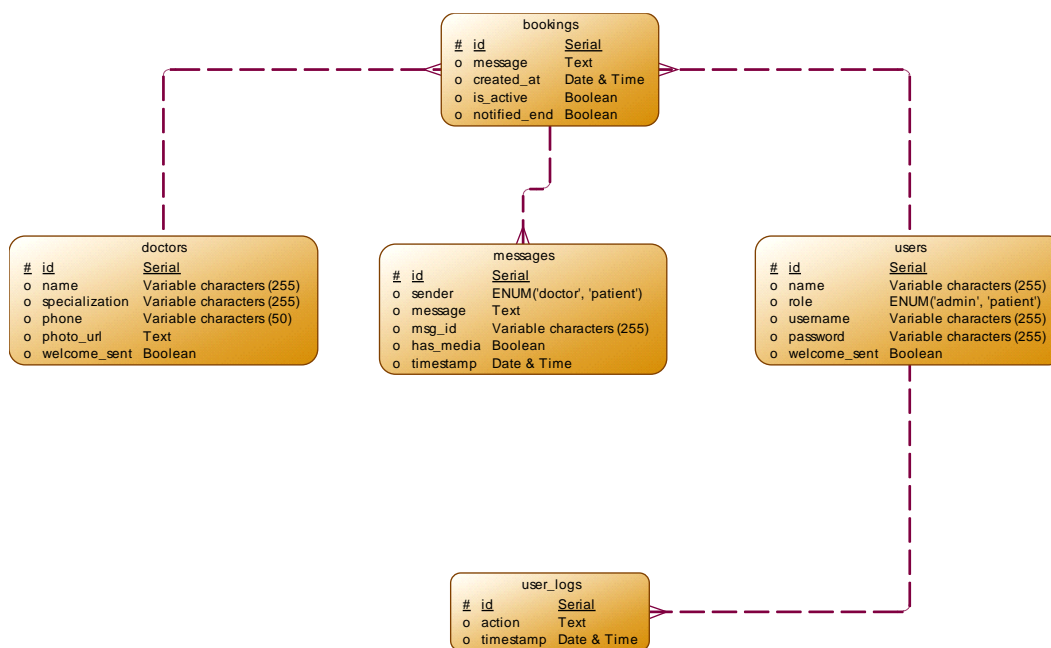 bookings
# id Serial
o message Text
o created_at Date & Time
o is_active Boolean
o notified_end Boolean
doctors
# id Serial
o name Variable characters (255)
o specialization Variable characters (255)
o phone Variable characters (50)
o photo_url Text
o welcome_sent Boolean
messages
# id Serial
o sender ENUM('doctor', 'patient')
o message Text
o msg_id Variable characters (255)
o has_media Boolean
o timestamp Date & Time
users
# id Serial
o name Variable characters (255)
o role ENUM('admin', 'patient')
o username Variable characters (255)
o password Variable characters (255)
o welcome_sent Boolean
user_logs
# id Serial
o action Text
o timestamp Date & Time